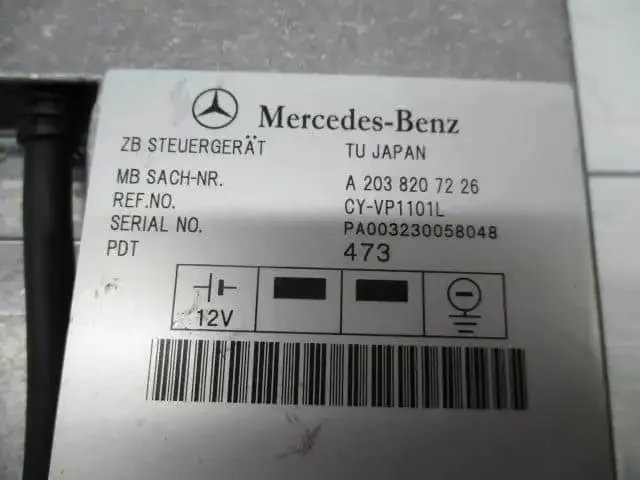 Mercedes-Benz
ZB STEUERGERÄT TU JAPAN
MB SACH-NR. A 203 820 72 26
REF.NO. CY-VP1101L
SERIAL NO. PA003230058048
PDT 473
12V